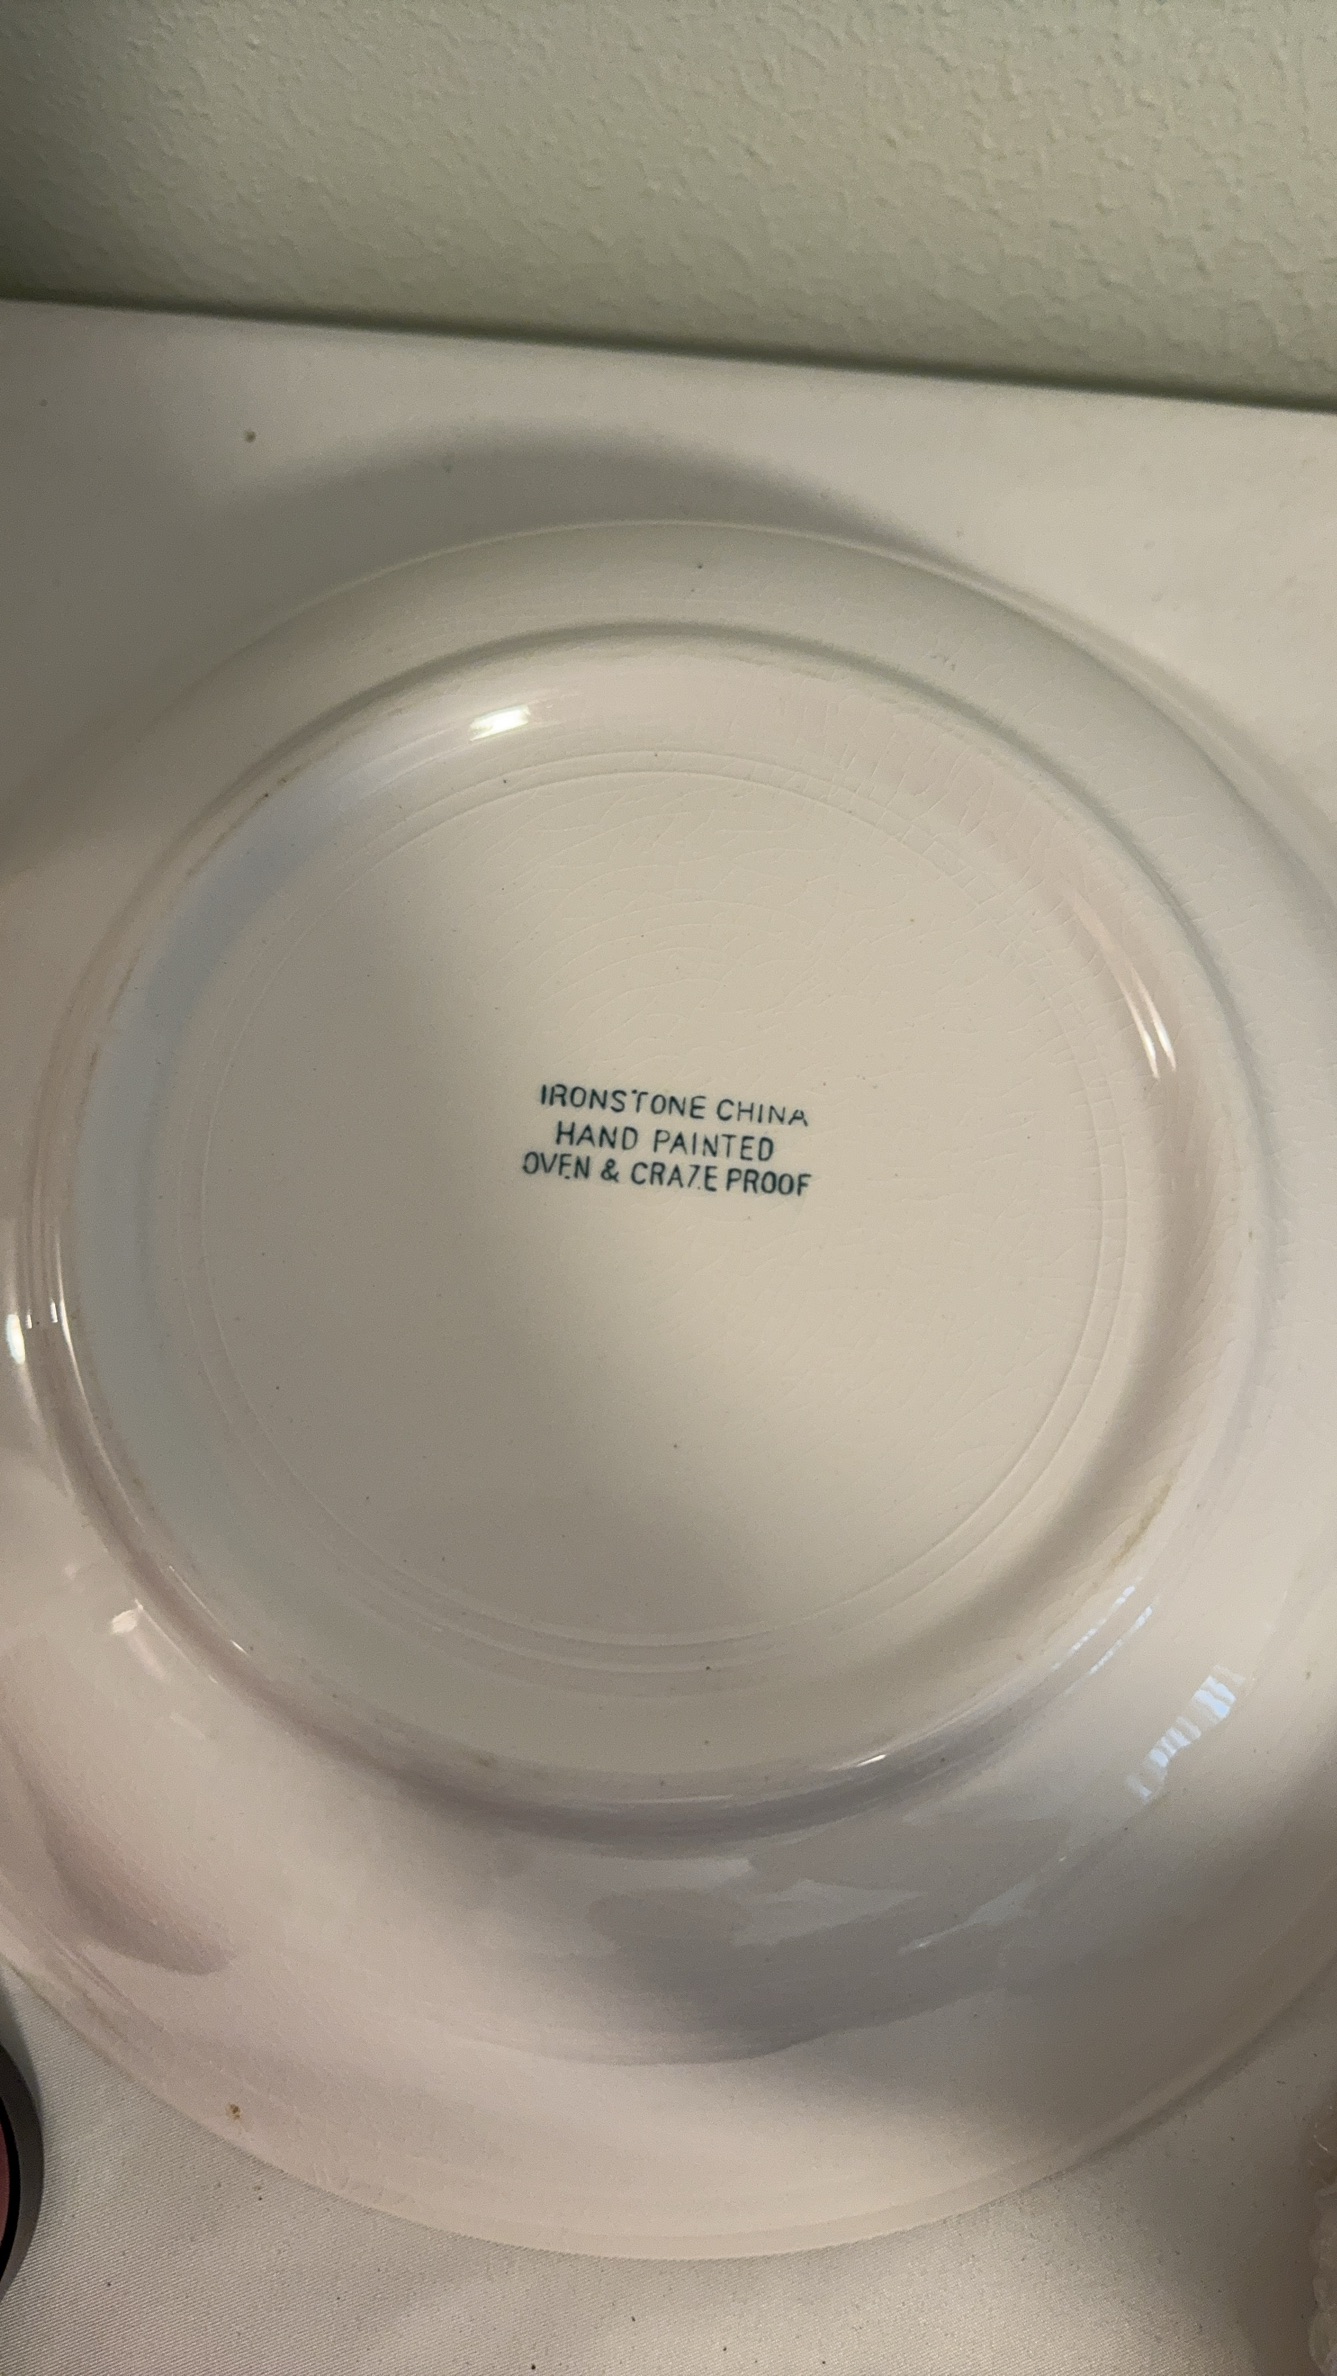 IRONSTONE CHINA
HAND PAINTED
OVEN & CRAZE PROOF